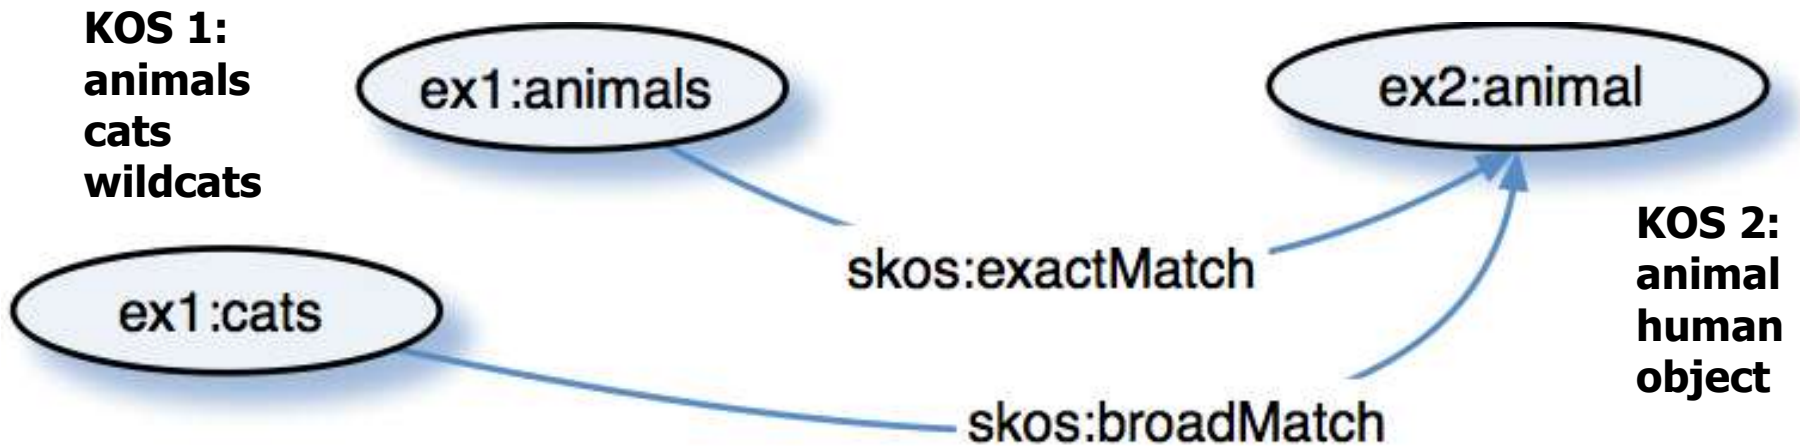 KOS 1:
animals
cats
wildcats
ex1:animals
ex2:animal
skos:exactMatch
KOS 2:
animal
human
object
ex1:cats
skos:broadMatch